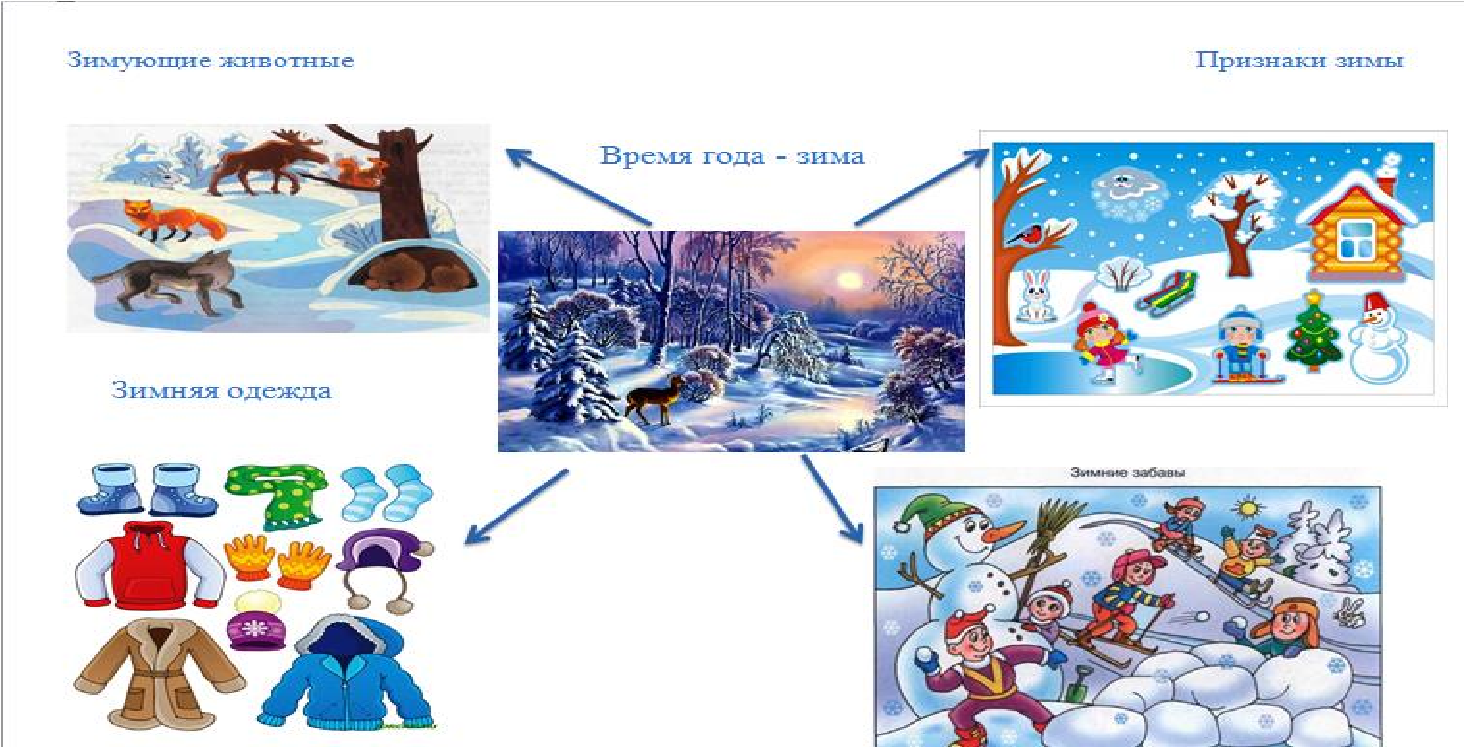 Зимующие животные
Признаки зимы
Время года - зима
Зимняя одежда
Зимние забавы